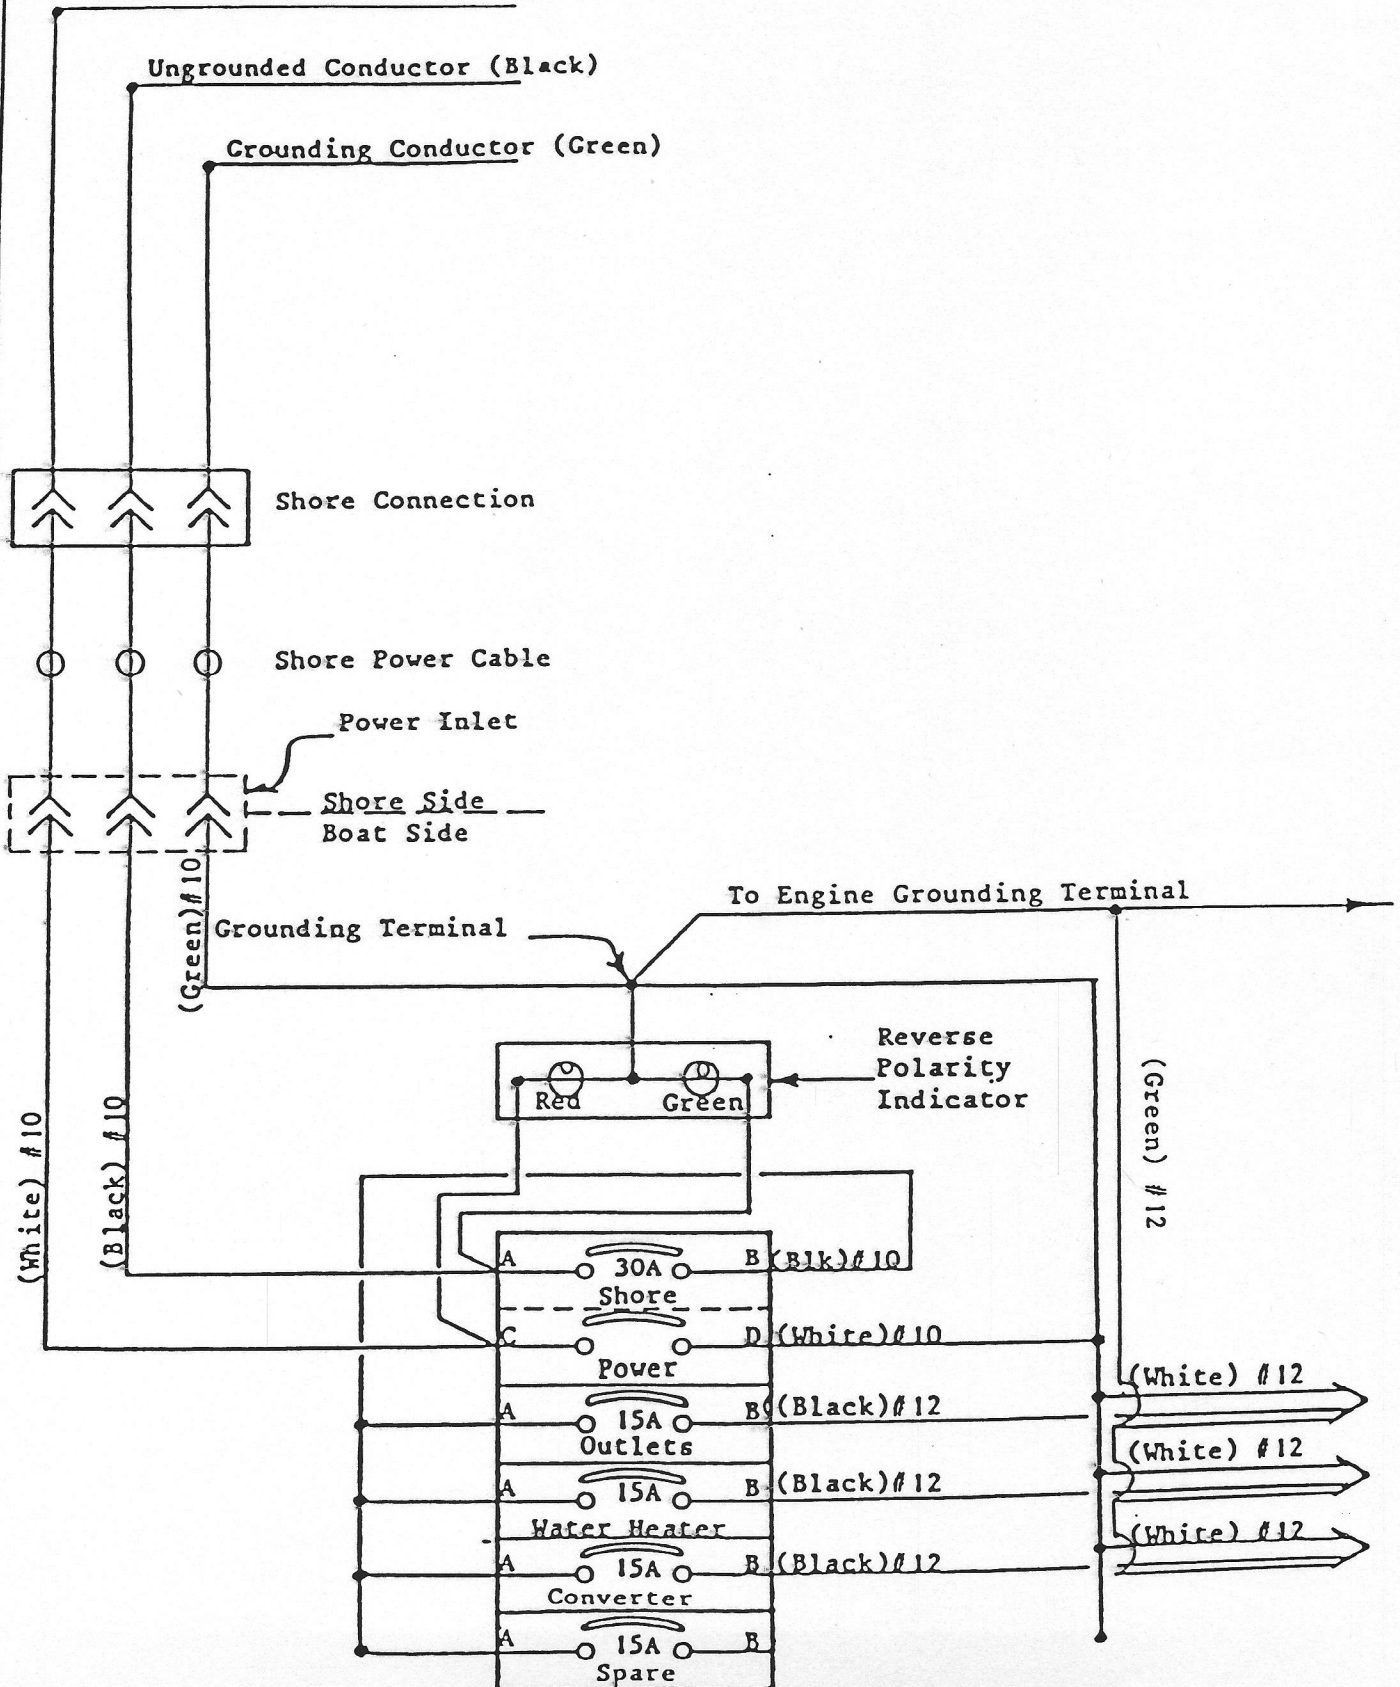 Ungrounded Conductor (Black)
Grounding Conductor (Green)
Shore Connection
Shore Power Cable
Power Inlet
Shore Side
Boat Side
(Green)#10
Grounding Terminal
To Engine Grounding Terminal
Reverse
Polarity
Indicator
Red
Green
(White) #10
(Black) #10
(Green) #12
A
30A
B
(Blk)#10
Shore
C
D
(White)#10
Power
(White) #12
A
15A
B
(Black)#12
Outlets
(White) #12
A
15A
B
(Black)#12
Water Heater
(White) #12
A
15A
B
(Black)#12
Converter
A
15A
B
Spare